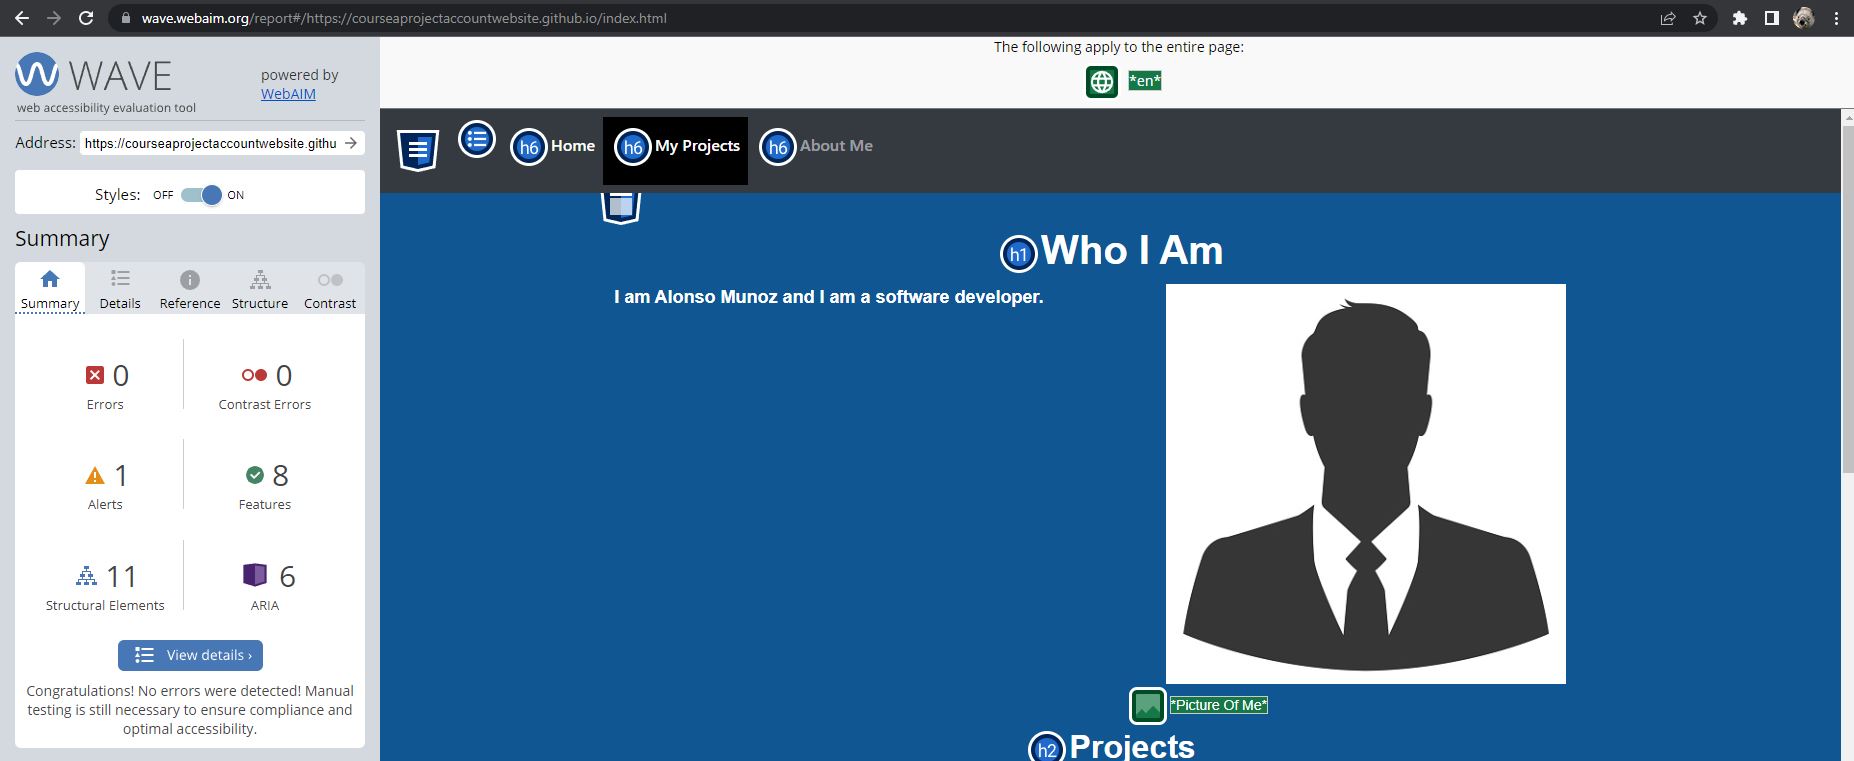 wave.webaim.org/report#/https://courseaprojectaccountwebsite.github.io/index.html
WAVE
web accessibility evaluation tool
powered by
WebAIM
Address: https://courseaprojectaccountwebsite.githu
Styles: OFF ON
Summary
Summary Details Reference Structure Contrast
0 0
Errors Contrast Errors
1 8
Alerts Features
11 6
Structural Elements ARIA
View details ›
Congratulations! No errors were detected! Manual
testing is still necessary to ensure compliance and
optimal accessibility.
The following apply to the entire page:
*en*
h6 Home h6 My Projects h6 About Me
h1 Who I Am
I am Alonso Munoz and I am a software developer.
*Picture Of Me*
h2 Projects